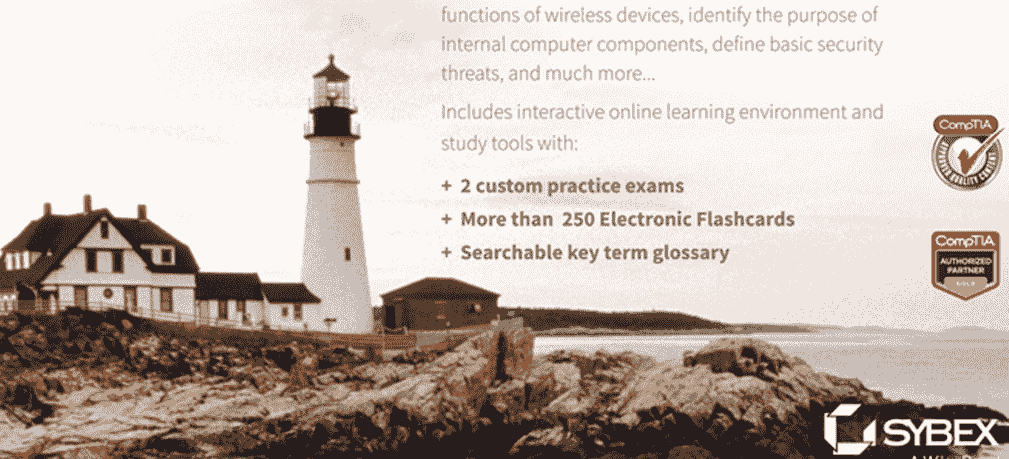 functions of wireless devices, identify the purpose of
internal computer components, define basic security
threats, and much more...
Includes interactive online learning environment and
study tools with:
+ 2 custom practice exams
+ More than 250 Electronic Flashcards
+ Searchable key term glossary
CompTIA
CompTIA
AUTHORIZED
PARTNER
SYBEX